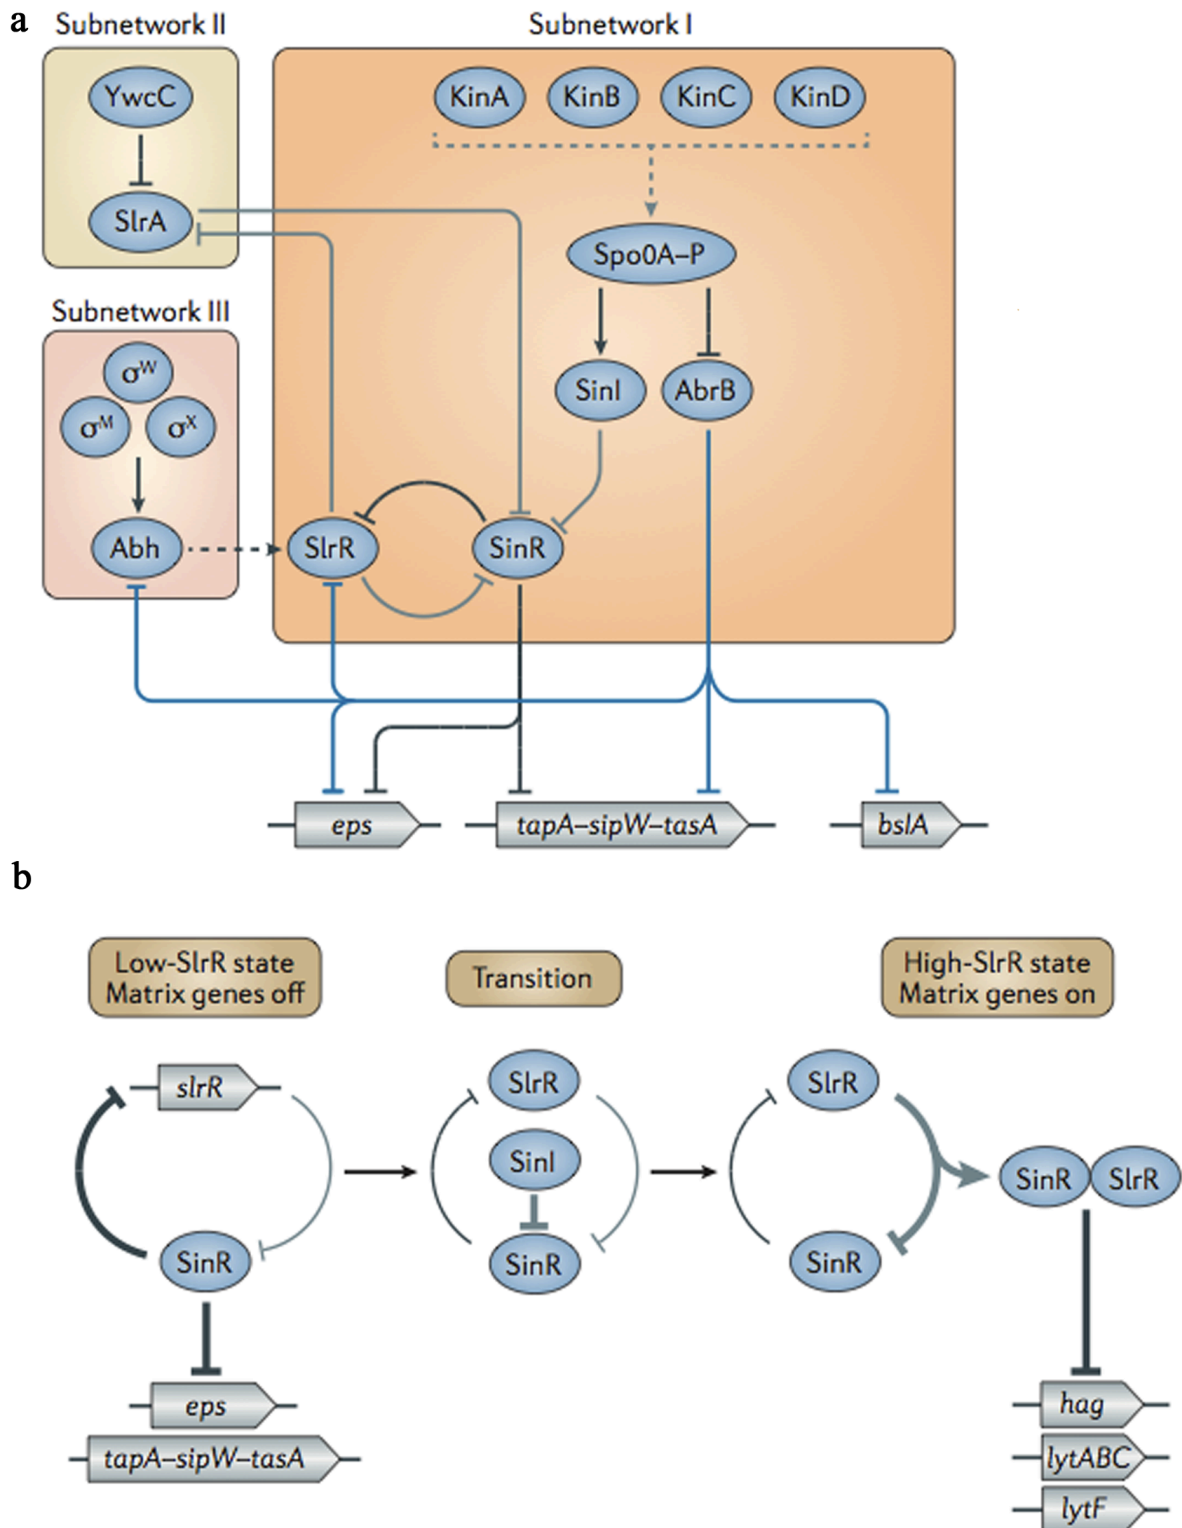 a
Subnetwork II
Subnetwork I
YwcC
KinA KinB KinC KinD
SlrA
Spo0A–P
Subnetwork III
σW
σM σX
SinI AbrB
Abh SlrR SinR
eps tapA–sipW–tasA bslA
b
Low-SlrR state
Matrix genes off
Transition
High-SlrR state
Matrix genes on
slrR
SlrR
SlrR
SinI
SinR SlrR
SinR
SinR
SinR
eps
tapA–sipW–tasA
hag
lytABC
lytF